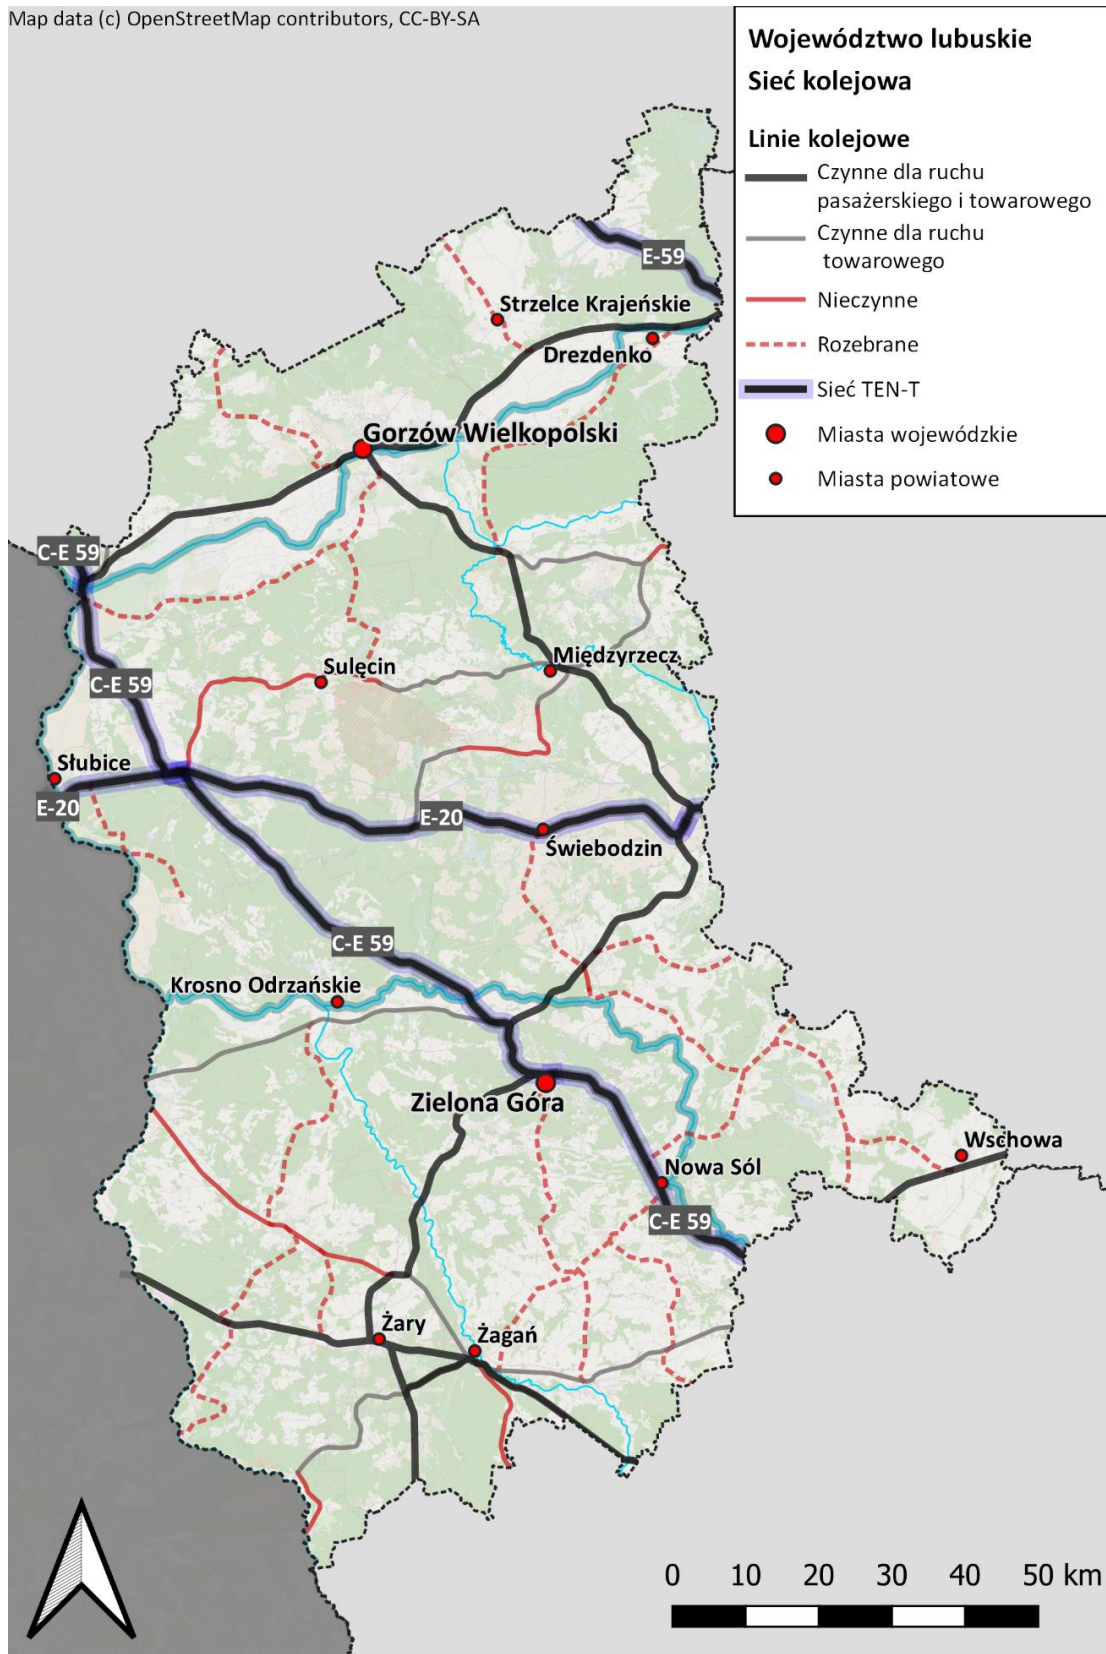 Map data (c) OpenStreetMap contributors, CC-BY-SA
Województwo lubuskie
Sieć kolejowa
Linie kolejowe
Czynne dla ruchu
pasażerskiego i towarowego
Czynne dla ruchu
towarowego
Nieczynne
Rozebrane
Sieć TEN-T
Miasta wojewódzkie
Miasta powiatowe
E-59
Strzelce Krajeńskie
Drezdenko
Gorzów Wielkopolski
C-E 59
Międzyrzecz
Sulęcin
C-E 59
Słubice
E-20
E-20
Świebodzin
C-E 59
Krosno Odrzańskie
Zielona Góra
Wschowa
Nowa Sól
C-E 59
Żary
Żagań
0 10 20 30 40 50 km